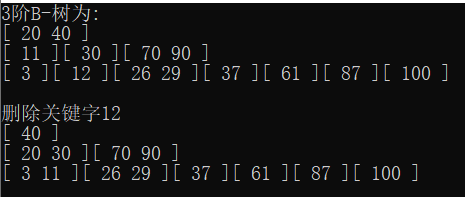 3阶B-树为:
[ 20 40 ]
[ 11 ][ 30 ][ 70 90 ]
[ 3 ][ 12 ][ 26 29 ][ 37 ][ 61 ][ 87 ][ 100 ]
删除关键字12
[ 40 ]
[ 20 30 ][ 70 90 ]
[ 3 11 ][ 26 29 ][ 37 ][ 61 ][ 87 ][ 100 ]